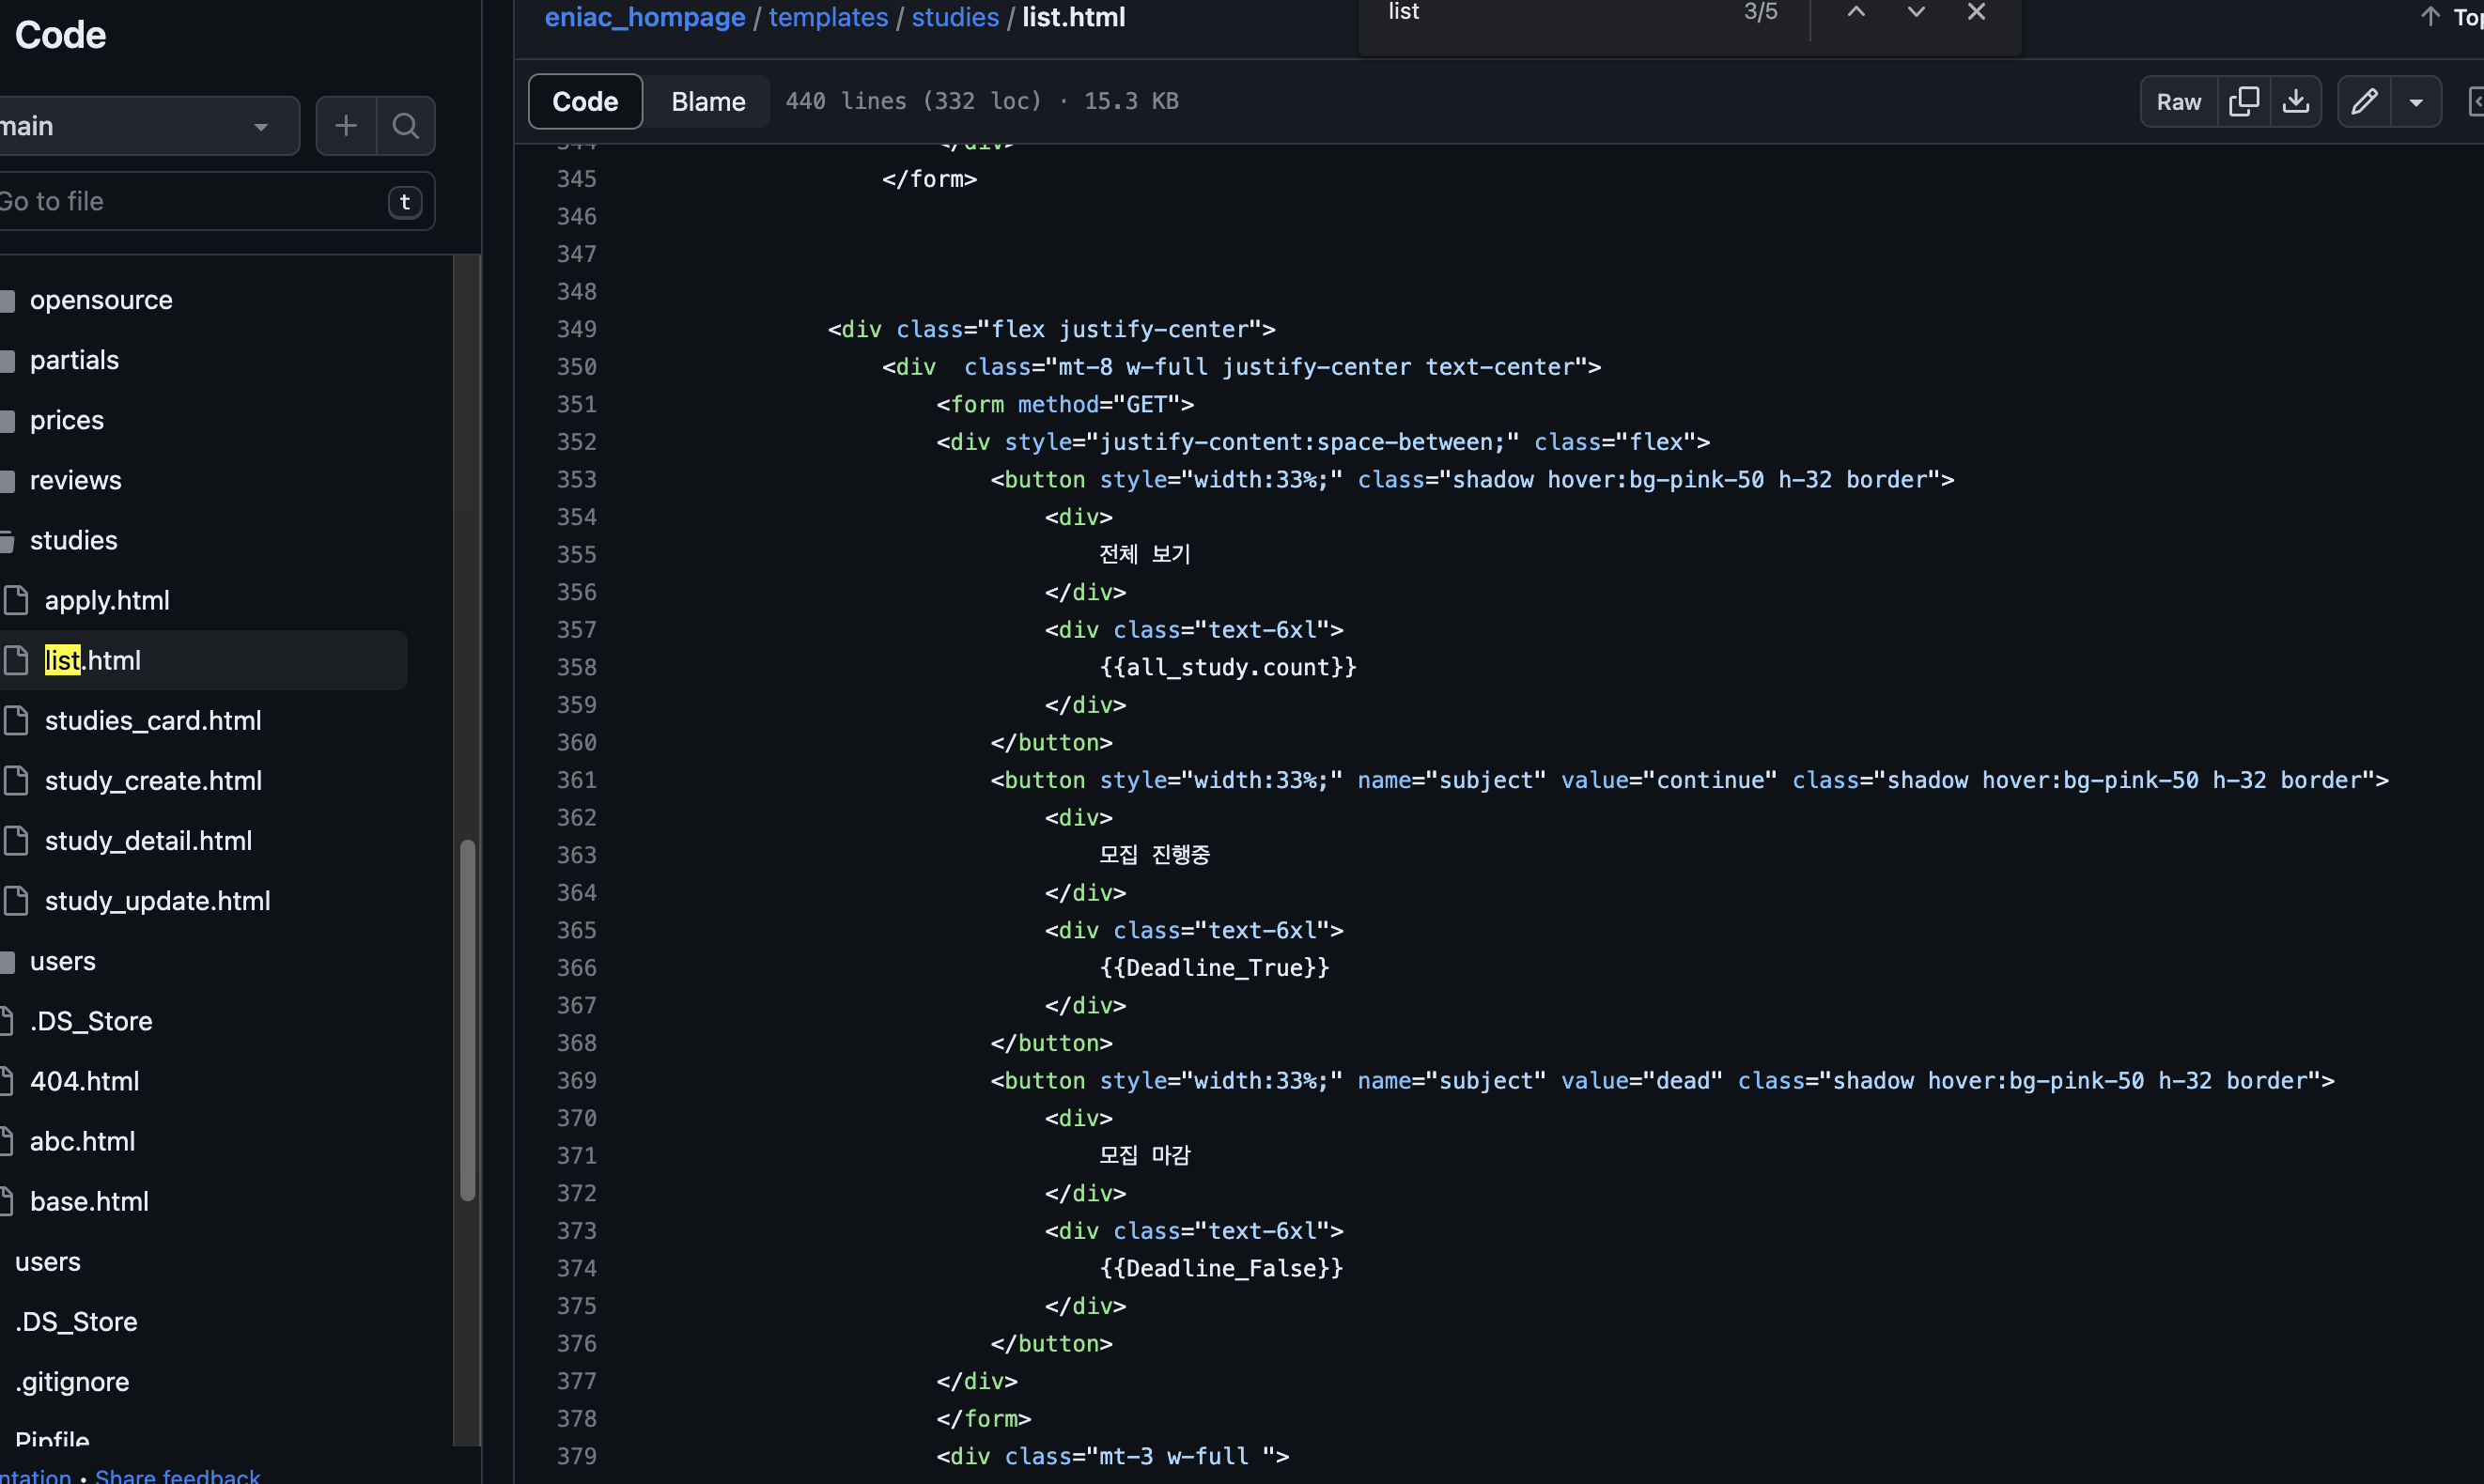 Code
main
Go to file
t
opensource
partials
prices
reviews
studies
apply.html
list.html
studies_card.html
study_create.html
study_detail.html
study_update.html
users
.DS_Store
404.html
abc.html
base.html
users
.DS_Store
.gitignore
Pipfile
ntation • Share feedback
eniac_hompage / templates / studies / list.html
list 3/5
Top
Code Blame 440 lines (332 loc) · 15.3 KB
Raw
344 </div>
345 </form>
346
347
348
349 <div class="flex justify-center">
350 <div  class="mt-8 w-full justify-center text-center">
351 <form method="GET">
352 <div style="justify-content:space-between;" class="flex">
353 <button style="width:33%;" class="shadow hover:bg-pink-50 h-32 border">
354 <div>
355 전체 보기
356 </div>
357 <div class="text-6xl">
358 {{all_study.count}}
359 </div>
360 </button>
361 <button style="width:33%;" name="subject" value="continue" class="shadow hover:bg-pink-50 h-32 border">
362 <div>
363 모집 진행중
364 </div>
365 <div class="text-6xl">
366 {{Deadline_True}}
367 </div>
368 </button>
369 <button style="width:33%;" name="subject" value="dead" class="shadow hover:bg-pink-50 h-32 border">
370 <div>
371 모집 마감
372 </div>
373 <div class="text-6xl">
374 {{Deadline_False}}
375 </div>
376 </button>
377 </div>
378 </form>
379 <div class="mt-3 w-full ">